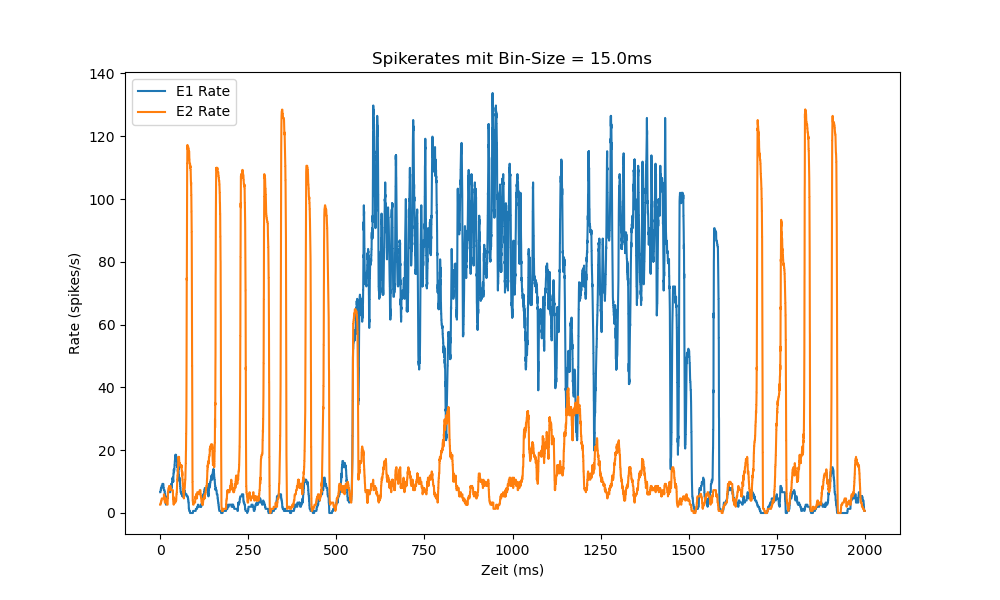 Spikerates mit Bin-Size = 15.0ms
E1 Rate
E2 Rate
140
120
100
80
60
40
20
0
Rate (spikes/s)
0 250 500 750 1000 1250 1500 1750 2000
Zeit (ms)